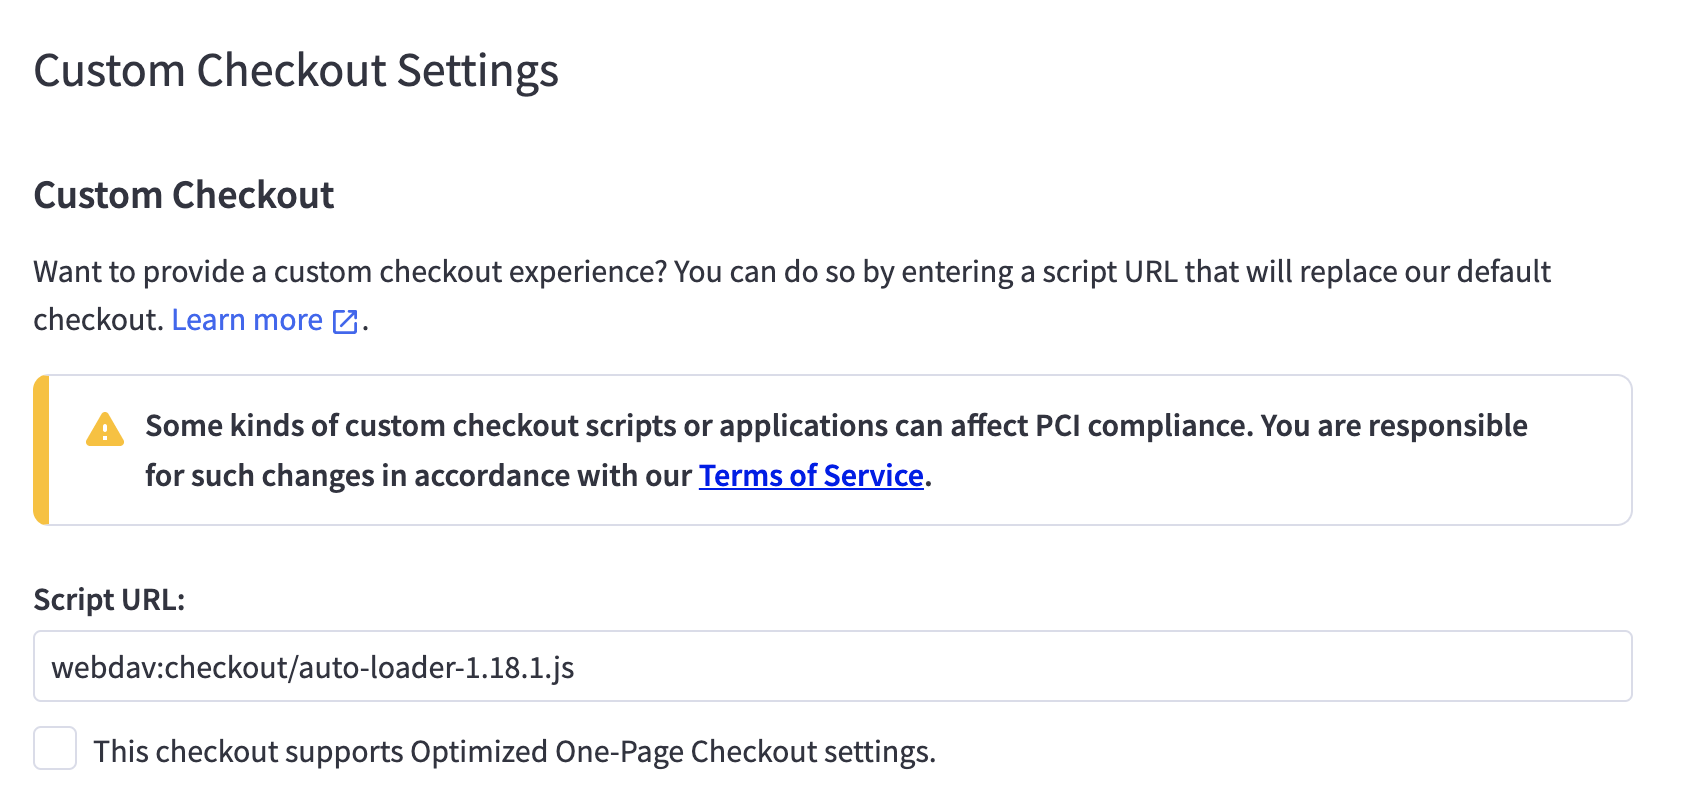 Custom Checkout Settings
Custom Checkout
Want to provide a custom checkout experience? You can do so by entering a script URL that will replace our default
checkout. Learn more.
Some kinds of custom checkout scripts or applications can affect PCI compliance. You are responsible
for such changes in accordance with our Terms of Service.
Script URL:
webdav:checkout/auto-loader-1.18.1.js
This checkout supports Optimized One-Page Checkout settings.